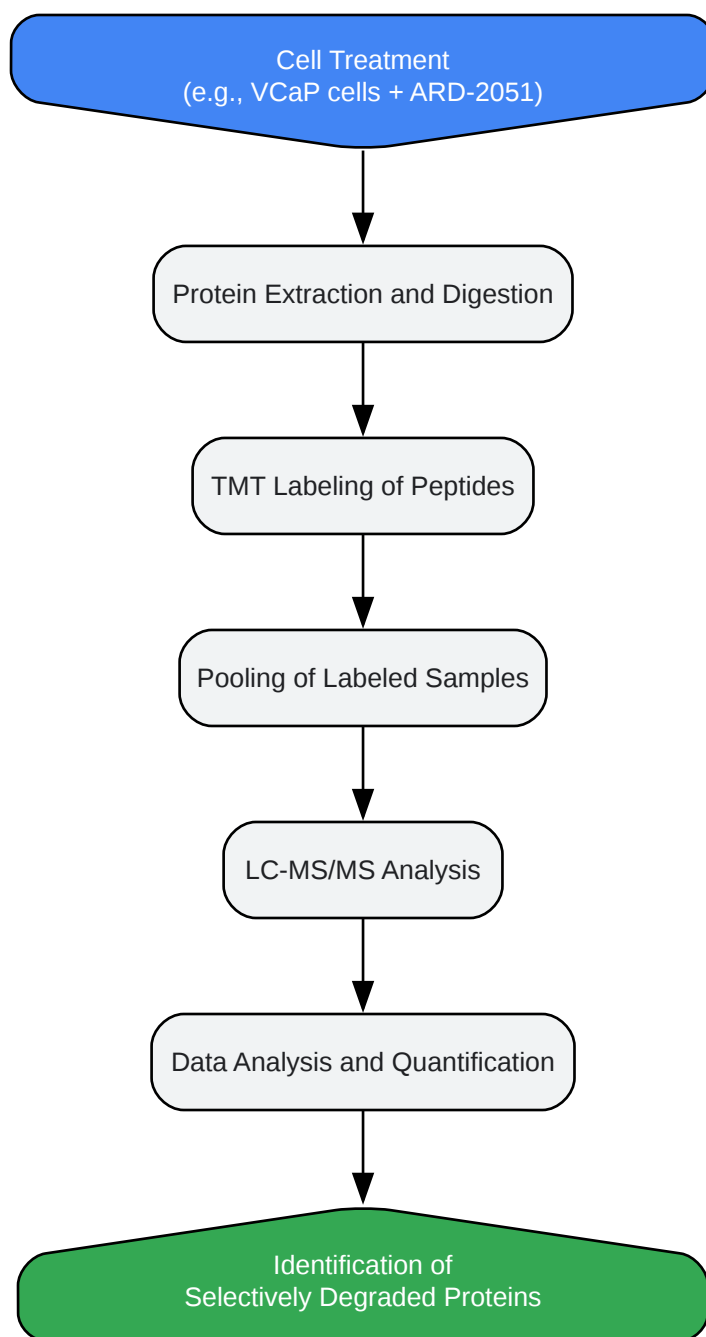 Cell Treatment
(e.g., VCaP cells + ARD-2051)
Protein Extraction and Digestion
TMT Labeling of Peptides
Pooling of Labeled Samples
LC-MS/MS Analysis
Data Analysis and Quantification
Identification of
Selectively Degraded Proteins